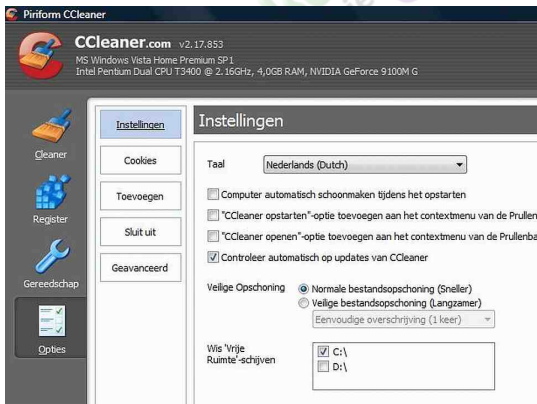 Piriform CCleaner
CCleaner.com v2.17.853
MS Windows Vista Home Premium SP1
Intel Pentium Dual CPU T3400 @ 2.16GHz, 4,0GB RAM, NVIDIA GeForce 9100M G
Cleaner
Register
Gereedschap
Opties
Instellingen
Cookies
Toevoegen
Sluit uit
Geavanceerd
Instellingen
Taal Nederlands (Dutch)
Computer automatisch schoonmaken tijdens het opstarten
"CCleaner opstarten"-optie toevoegen aan het contextmenu van de Prullen
"CCleaner openen"-optie toevoegen aan het contextmenu van de Prullenba
Controleer automatisch op updates van CCleaner
Veilige Opschoning Normale bestandsopschoning (Sneller)
Veilige bestandsopschoning (Langzamer)
Eenvoudige overschrijving (1 keer)
Wis 'Vrije
Ruimte'-schijven
C:\
D:\